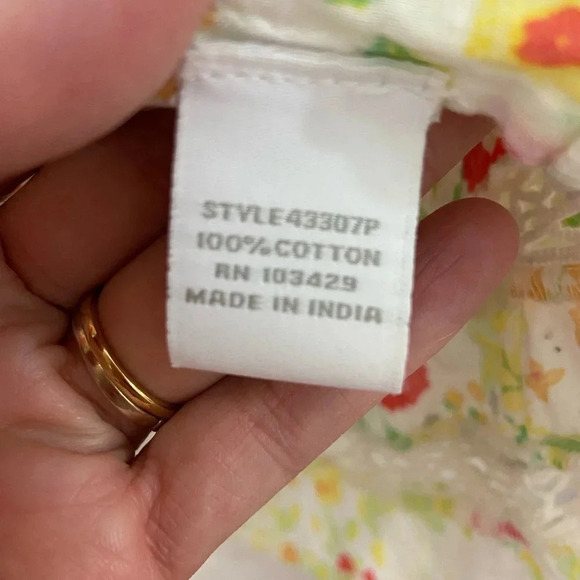 STYLE43307P
100%COTTON
RN 103429
MADE IN INDIA